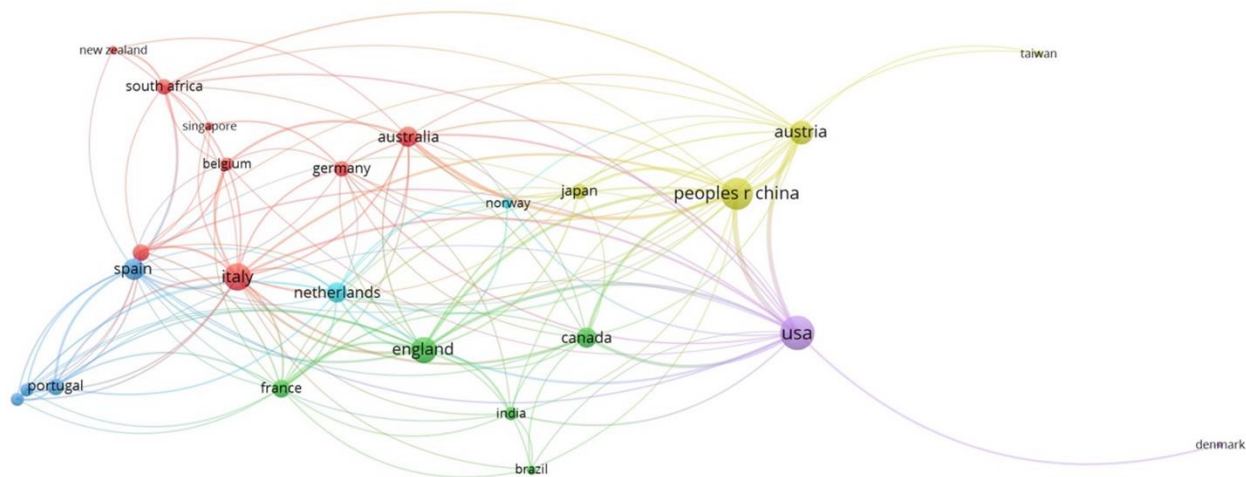 new zealand
taiwan
south africa
singapore
australia
austria
belgium
germany
japan
peoples r china
norway
spain
italy
netherlands
canada
usa
england
portugal
france
india
denmark
brazil